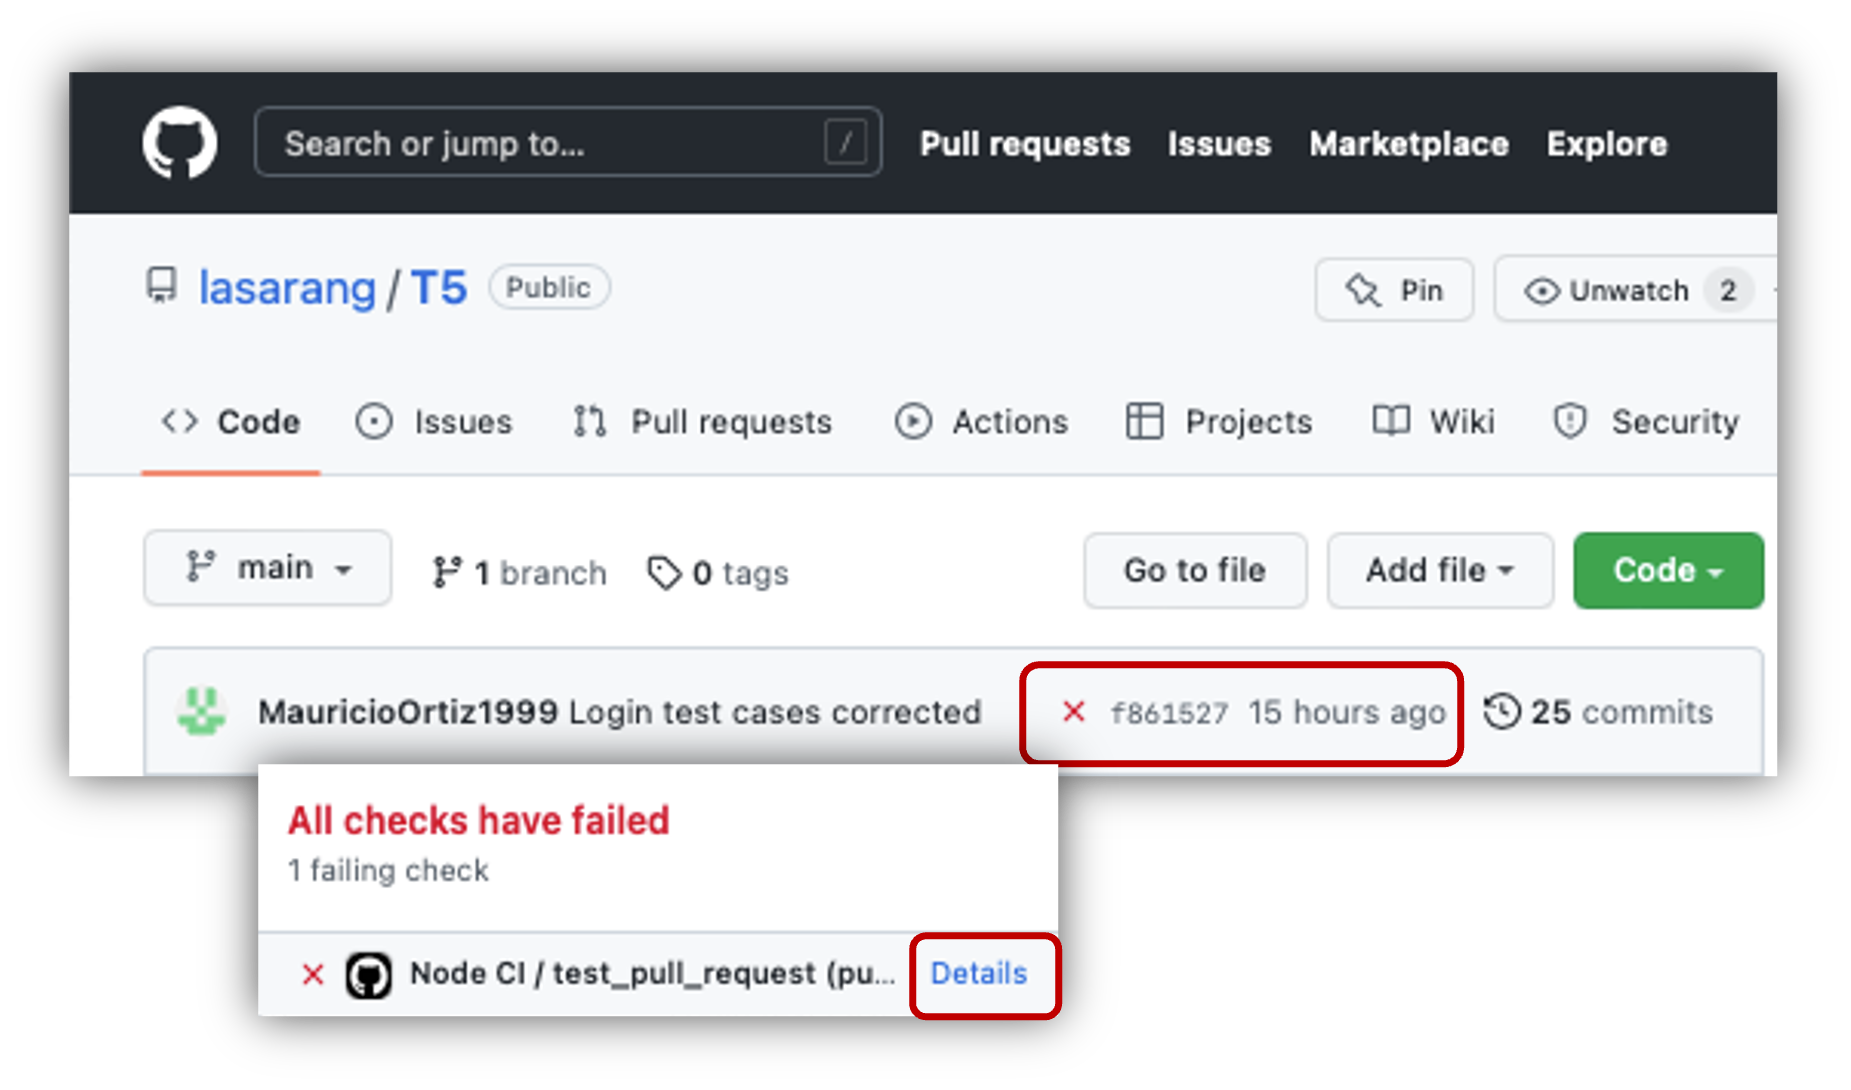 Search or jump to... / Pull requests Issues Marketplace Explore
lasarang / T5 Public Pin Unwatch 2
Code Issues Pull requests Actions Projects Wiki Security
main 1 branch 0 tags Go to file Add file Code
MauricioOrtiz1999 Login test cases corrected f861527 15 hours ago 25 commits
All checks have failed
1 failing check
Node CI / test_pull_request (pu... Details